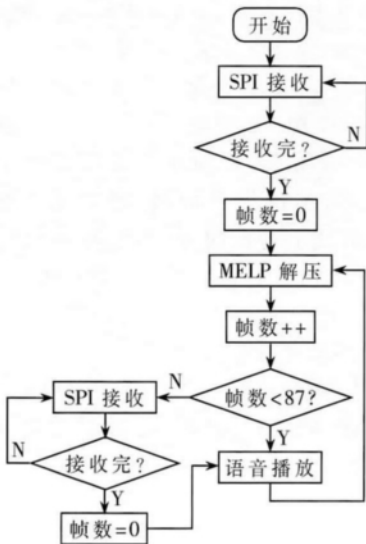 开始
SPI 接收
接收完?
N
Y
帧数=0
MELP 解压
帧数++
帧数<87?
N
Y
SPI 接收
接收完?
N
Y
帧数=0
语音播放